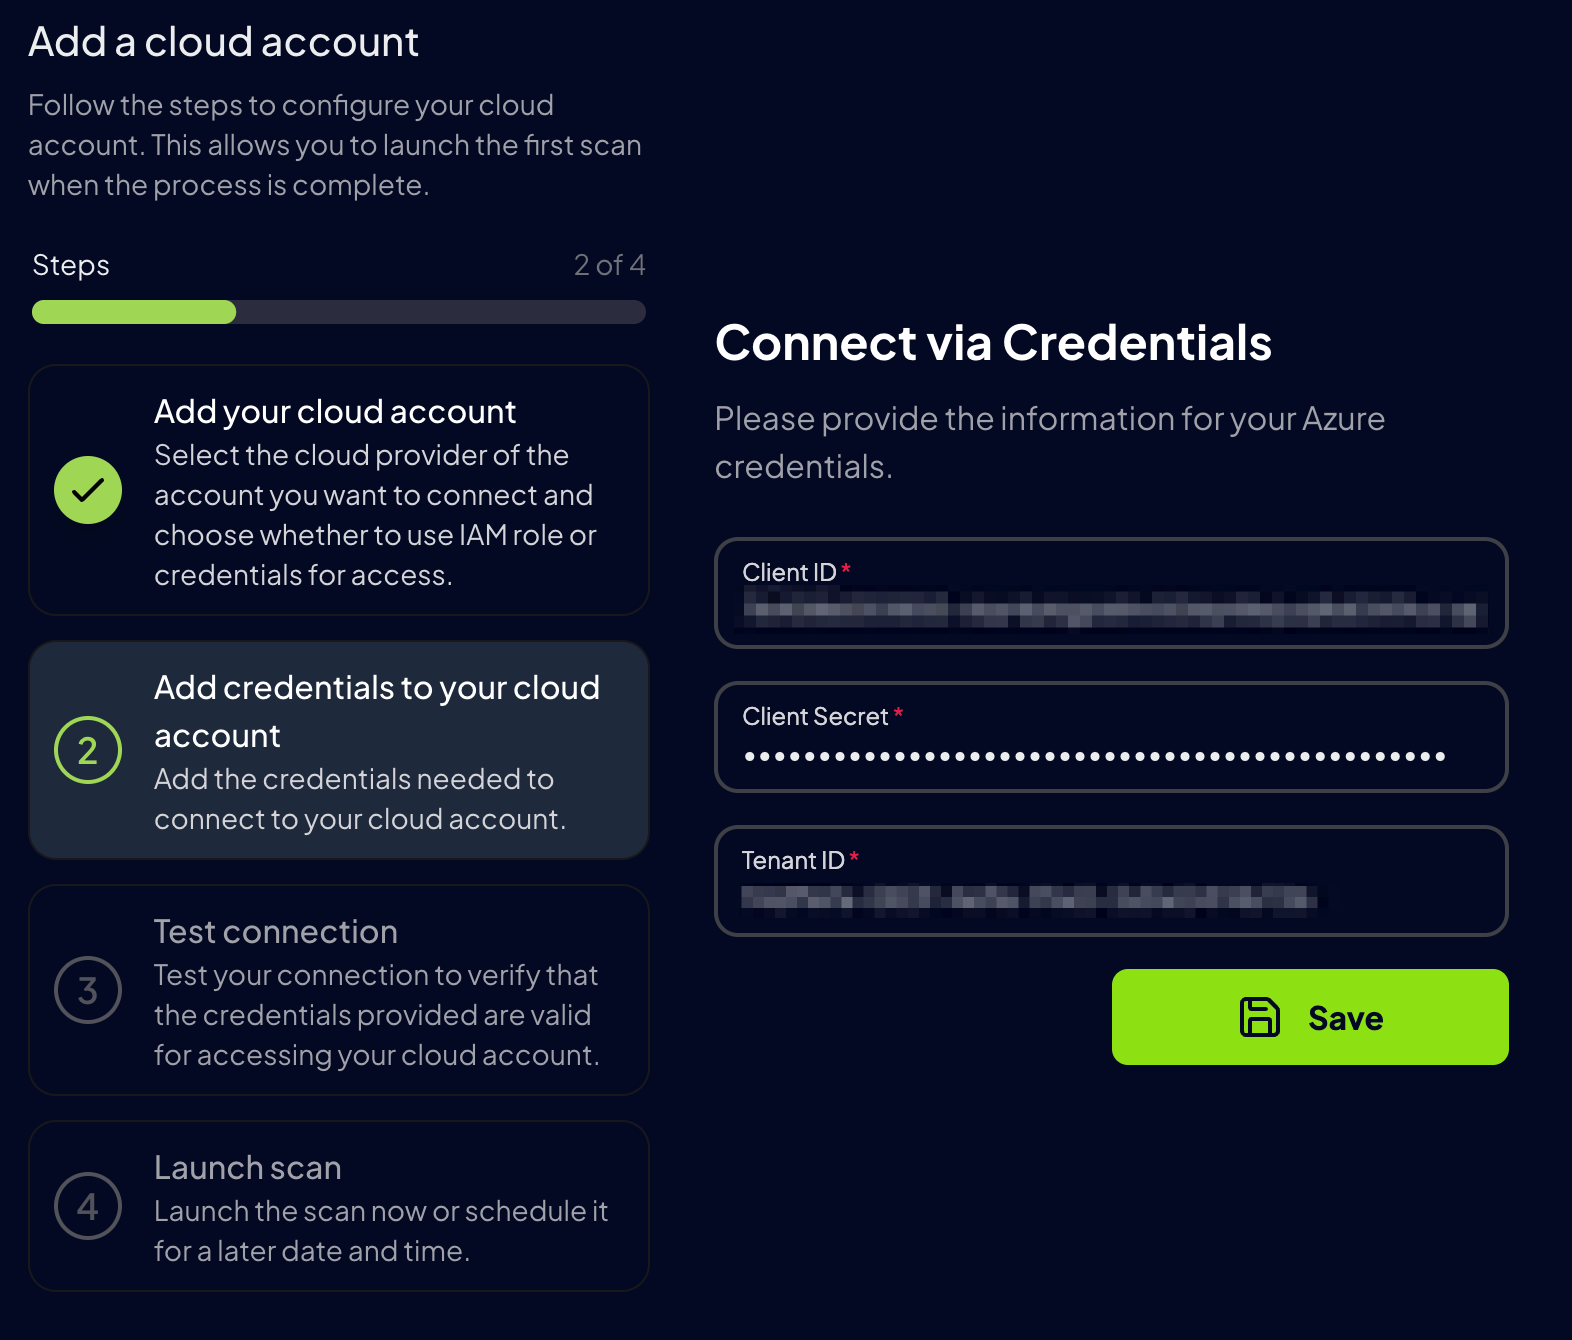 Add a cloud account
Follow the steps to configure your cloud
account. This allows you to launch the first scan
when the process is complete.
Steps
2 of 4
Add your cloud account
Select the cloud provider of the
account you want to connect and
choose whether to use IAM role or
credentials for access.
2
Add credentials to your cloud
account
Add the credentials needed to
connect to your cloud account.
3
Test connection
Test your connection to verify that
the credentials provided are valid
for accessing your cloud account.
4
Launch scan
Launch the scan now or schedule it
for a later date and time.
Connect via Credentials
Please provide the information for your Azure
credentials.
Client ID *
Client Secret *
•••••••••••••••••••••••••••••••••••••••••••••••
Tenant ID *
Save